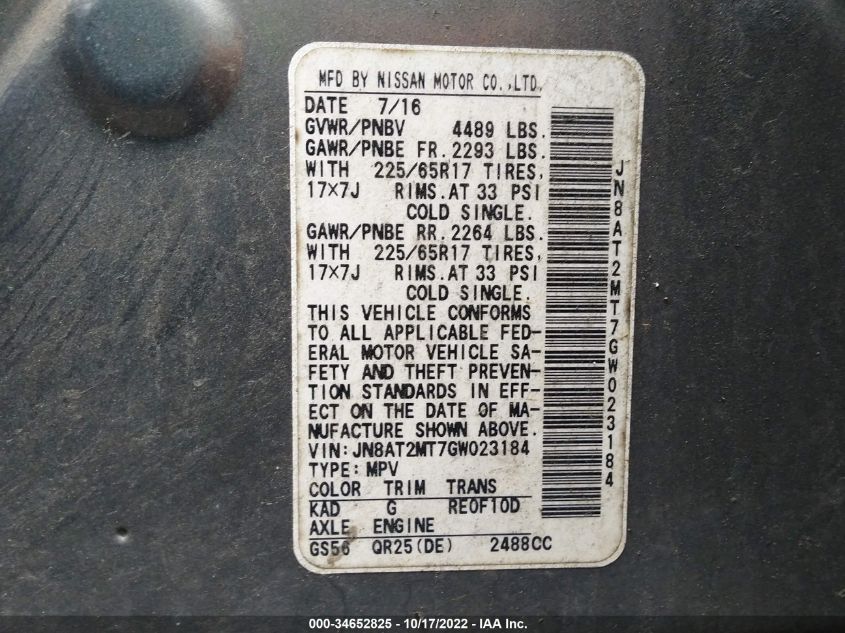 MFD BY NISSAN MOTOR CO.,LTD.
DATE 7/16
GVWR/PNBV 4489 LBS.
GAWR/PNBE FR. 2293 LBS.
WITH 225/65R17 TIRES,
17×7J RIMS. AT 33 PSI
COLD SINGLE.
GAWR/PNBE RR. 2264 LBS.
WITH 225/65R17 TIRES,
17×7J RIMS. AT 33 PSI
COLD SINGLE.
THIS VEHICLE CONFORMS
TO ALL APPLICABLE FED-
ERAL MOTOR VEHICLE SA-
FETY AND THEFT PREVEN-
TION STANDARDS IN EFF-
ECT ON THE DATE OF MA-
NUFACTURE SHOWN ABOVE.
VIN: JN8AT2MT7GW023184
TYPE: MPV
COLOR TRIM TRANS
KAD G RE0F10D
AXLE ENGINE
GS56 QR25(DE) 2488CC
JN8AT2MT7GW023184
000-34652825 - 10/17/2022 - IAA Inc.